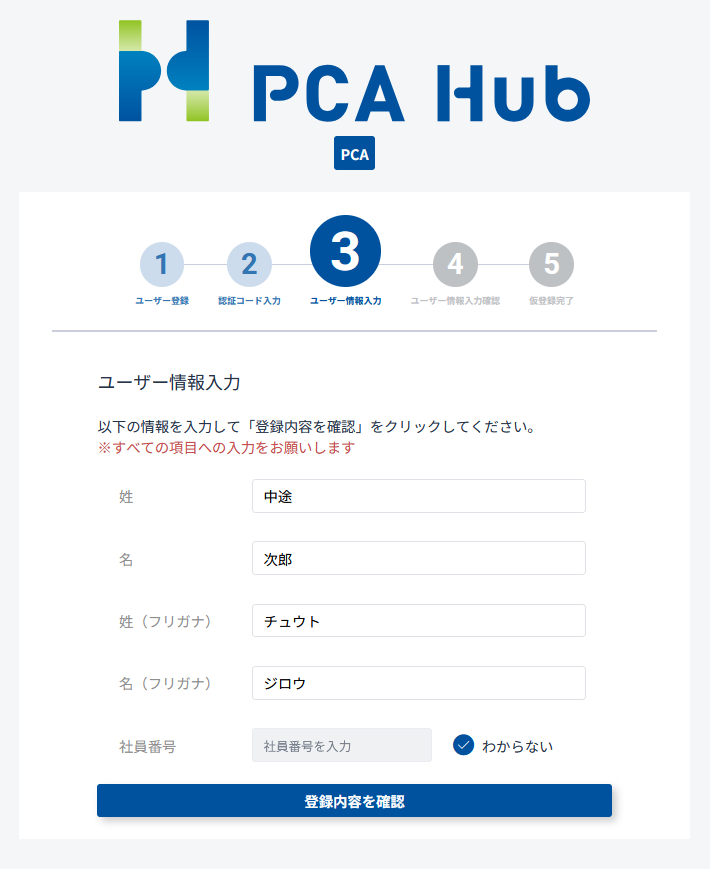 PCA Hub
PCA
1 2 3 4 5
ユーザー登録 認証コード入力 ユーザー情報入力 ユーザー情報入力確認 仮登録完了
ユーザー情報入力
以下の情報を入力して「登録内容を確認」をクリックしてください。
※すべての項目への入力をお願いします
姓 中途
名 次郎
姓（フリガナ） チュウト
名（フリガナ） ジロウ
社員番号 社員番号を入力 わからない
登録内容を確認